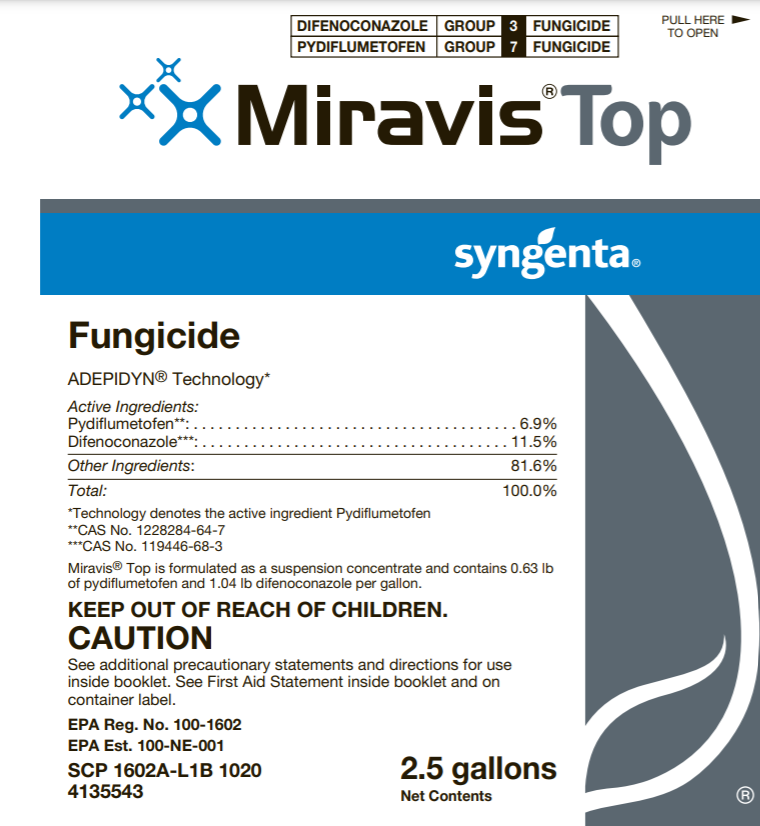 DIFENOCONAZOLE GROUP 3 FUNGICIDE
PYDIFLUMETOFEN GROUP 7 FUNGICIDE
PULL HERE
TO OPEN
Miravis® Top
syngenta®
Fungicide
ADEPIDYN® Technology*
Active Ingredients:
Pydiflumetofen**: . . . . . . . . . . . . . . . . . . . . . . . . . . . . . . . . . . . . . . . 6.9%
Difenoconazole***: . . . . . . . . . . . . . . . . . . . . . . . . . . . . . . . . . . . . . 11.5%
Other Ingredients: 81.6%
Total: 100.0%
*Technology denotes the active ingredient Pydiflumetofen
**CAS No. 1228284-64-7
***CAS No. 119446-68-3
Miravis® Top is formulated as a suspension concentrate and contains 0.63 lb
of pydiflumetofen and 1.04 lb difenoconazole per gallon.
KEEP OUT OF REACH OF CHILDREN.
CAUTION
See additional precautionary statements and directions for use
inside booklet. See First Aid Statement inside booklet and on
container label.
EPA Reg. No. 100-1602
EPA Est. 100-NE-001
SCP 1602A-L1B 1020
4135543
2.5 gallons
Net Contents
®